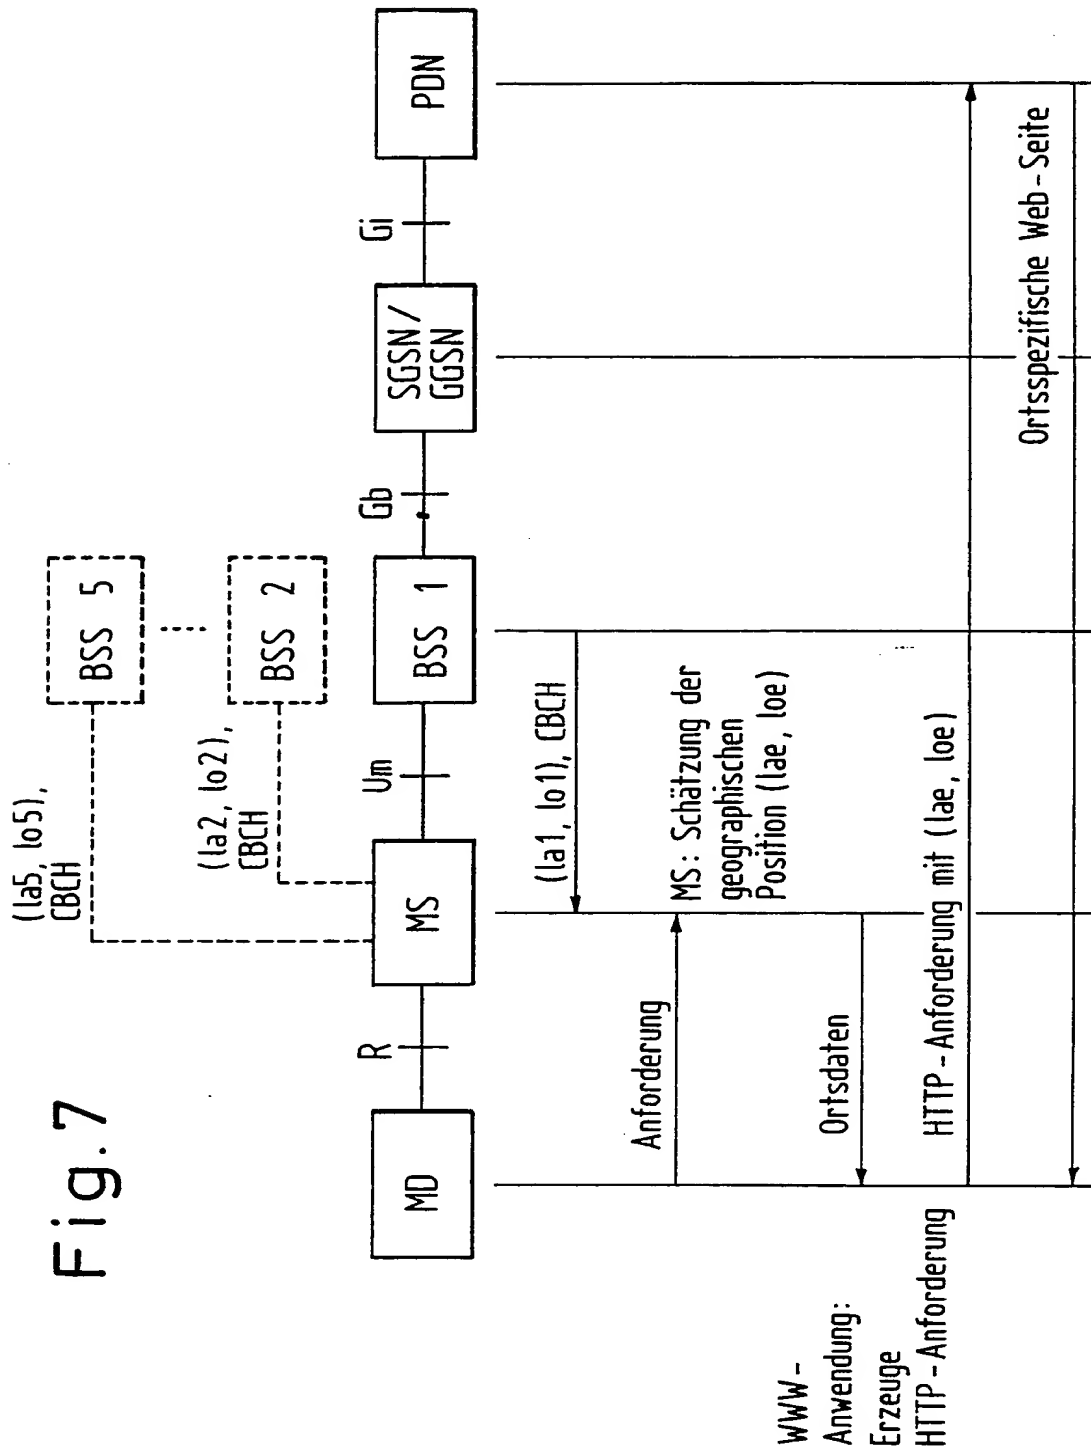 Fig. 7
(la5, lo5),
CBCH
BSS 5
(la2, lo2),
CBCH
BSS 2
MD
R
MS
Um
BSS 1
Gb
SGSN/
GGSN
Gi
PDN
(la1, lo1), CBCH
Anforderung
MS: Schätzung der
geographischen
Position (lae, loe)
WWW-
Anwendung:
Erzeuge
HTTP-Anforderung
Ortsdaten
HTTP-Anforderung mit (lae, loe)
Ortsspezifische Web-Seite